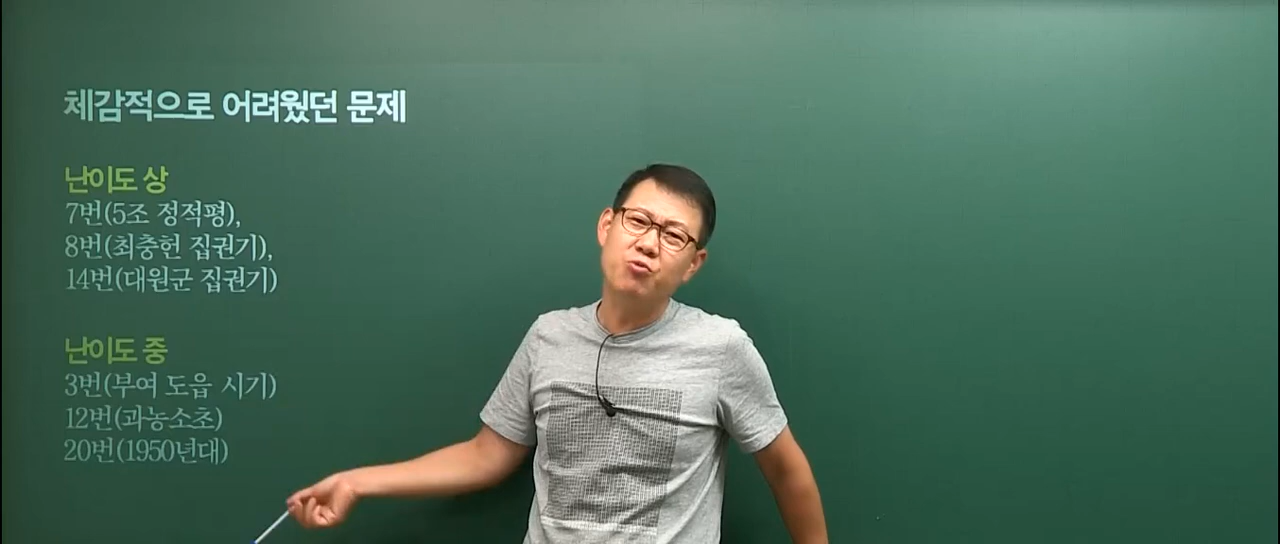 체감적으로 어려웠던 문제
난이도 상
7번(5조 정적평),
8번(최충헌 집권기),
14번(대원군 집권기)
난이도 중
3번(부여 도읍 시기)
12번(과농소초)
20번(1950년대)